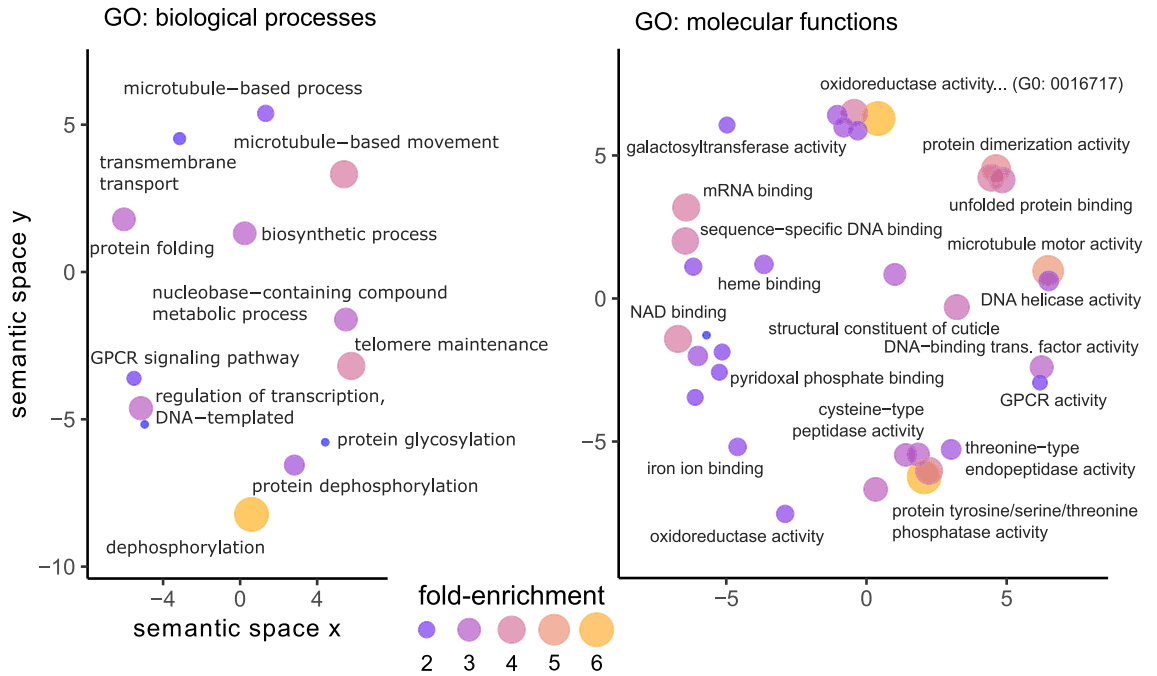 GO: biological processes
microtubule−based process
microtubule−based movement
transmembrane
transport
protein folding
biosynthetic process
nucleobase−containing compound
metabolic process
telomere maintenance
GPCR signaling pathway
regulation of transcription,
DNA−templated
protein glycosylation
protein dephosphorylation
dephosphorylation
5
0
−5
−10
−4
0
4
semantic space y
semantic space x
GO: molecular functions
oxidoreductase activity... (G0: 0016717)
galactosyltransferase activity
protein dimerization activity
mRNA binding
unfolded protein binding
sequence−specific DNA binding
microtubule motor activity
heme binding
DNA helicase activity
NAD binding
structural constituent of cuticle
DNA−binding trans. factor activity
pyridoxal phosphate binding
GPCR activity
cysteine−type
peptidase activity
threonine−type
endopeptidase activity
iron ion binding
protein tyrosine/serine/threonine
phosphatase activity
oxidoreductase activity
5
0
−5
−5
0
5
fold−enrichment
2 3 4 5 6